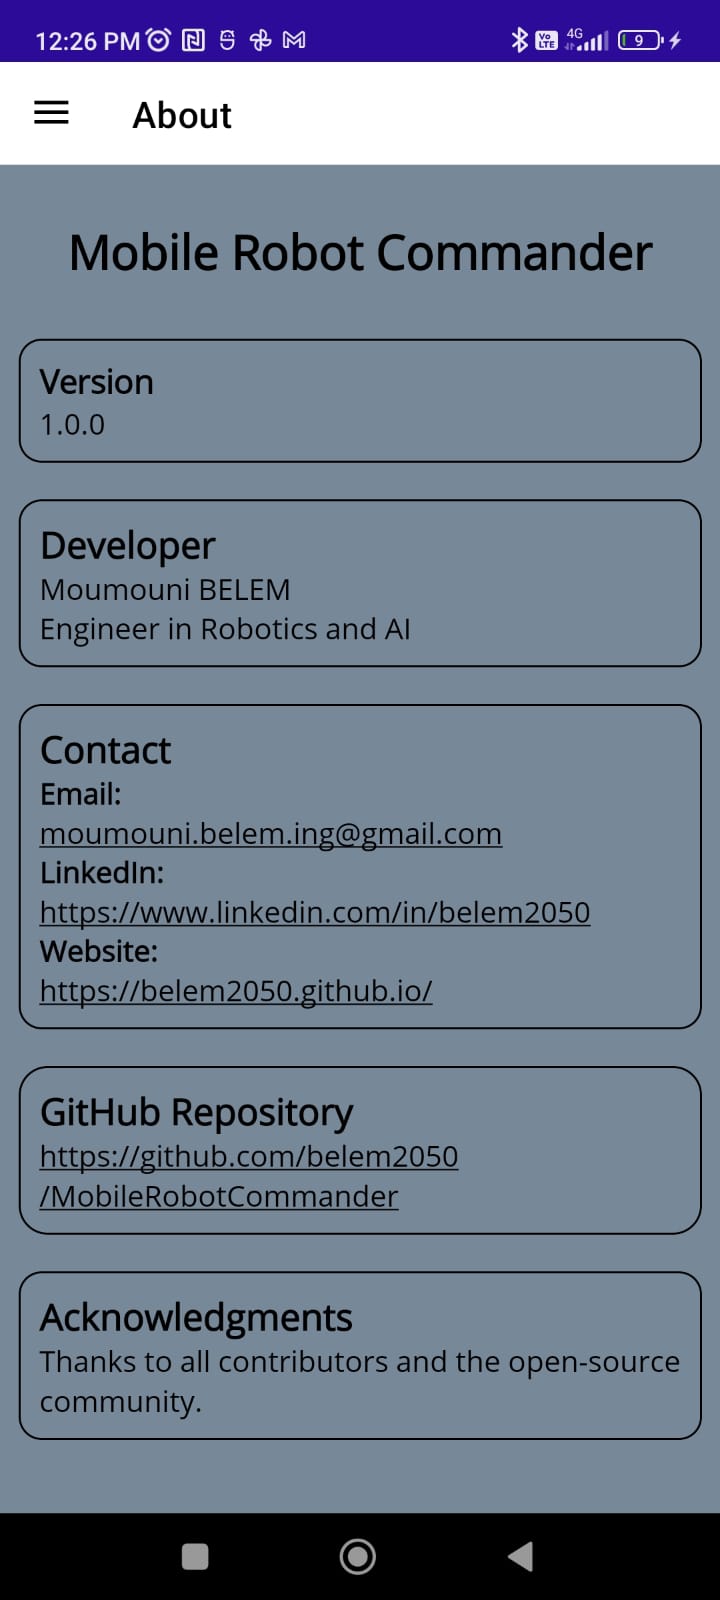 12:26 PM
Vo LTE 4G 9
About
Mobile Robot Commander
Version
1.0.0
Developer
Moumouni BELEM
Engineer in Robotics and AI
Contact
Email:
moumouni.belem.ing@gmail.com
LinkedIn:
https://www.linkedin.com/in/belem2050
Website:
https://belem2050.github.io/
GitHub Repository
https://github.com/belem2050
/MobileRobotCommander
Acknowledgments
Thanks to all contributors and the open-source
community.